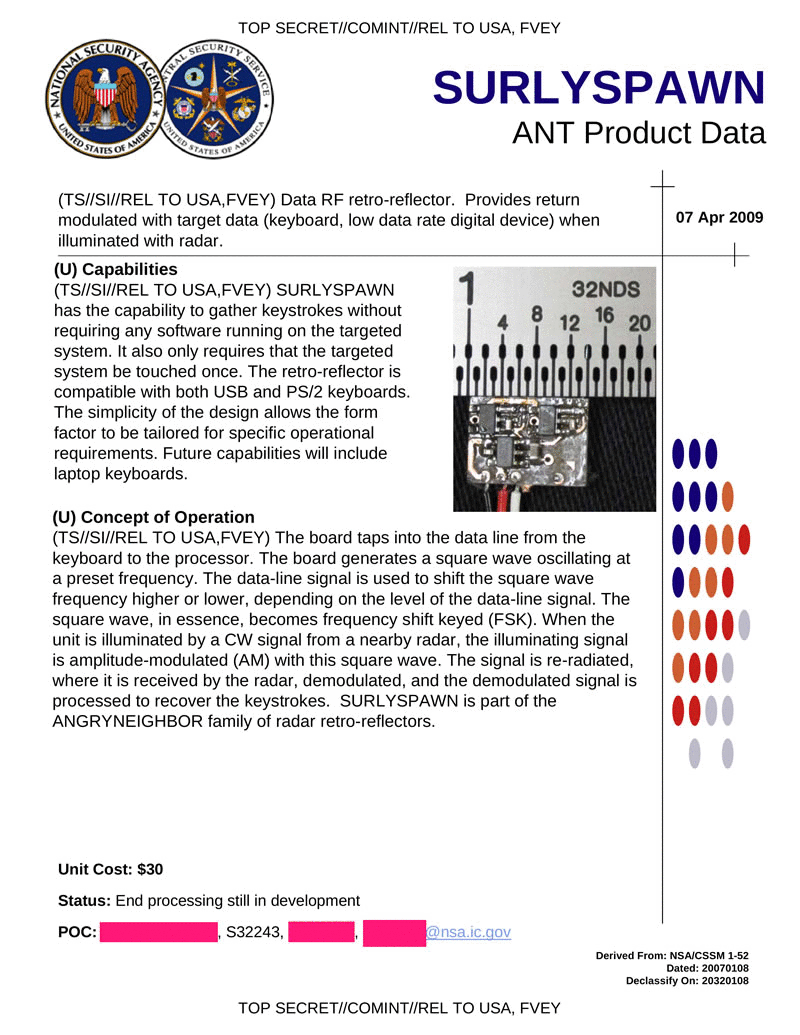 TOP SECRET//COMINT//REL TO USA, FVEY
NATIONAL SECURITY AGENCY
UNITED STATES OF AMERICA
TRAL SECURITY SERVICE
UNITED STATES OF AMERICA
SURLYSPAWN
ANT Product Data
(TS//SI//REL TO USA,FVEY) Data RF retro-reflector.  Provides return
modulated with target data (keyboard, low data rate digital device) when
illuminated with radar.
07 Apr 2009
(U) Capabilities
(TS//SI//REL TO USA,FVEY) SURLYSPAWN
has the capability to gather keystrokes without
requiring any software running on the targeted
system. It also only requires that the targeted
system be touched once. The retro-reflector is
compatible with both USB and PS/2 keyboards.
The simplicity of the design allows the form
factor to be tailored for specific operational
requirements. Future capabilities will include
laptop keyboards.
1 32NDS
4 8 12 16 20
(U) Concept of Operation
(TS//SI//REL TO USA,FVEY) The board taps into the data line from the
keyboard to the processor. The board generates a square wave oscillating at
a preset frequency. The data-line signal is used to shift the square wave
frequency higher or lower, depending on the level of the data-line signal. The
square wave, in essence, becomes frequency shift keyed (FSK). When the
unit is illuminated by a CW signal from a nearby radar, the illuminating signal
is amplitude-modulated (AM) with this square wave. The signal is re-radiated,
where it is received by the radar, demodulated, and the demodulated signal is
processed to recover the keystrokes.  SURLYSPAWN is part of the
ANGRYNEIGHBOR family of radar retro-reflectors.
Unit Cost: $30
Status: End processing still in development
POC: , S32243, , @nsa.ic.gov
Derived From: NSA/CSSM 1-52
Dated: 20070108
Declassify On: 20320108
TOP SECRET//COMINT//REL TO USA, FVEY